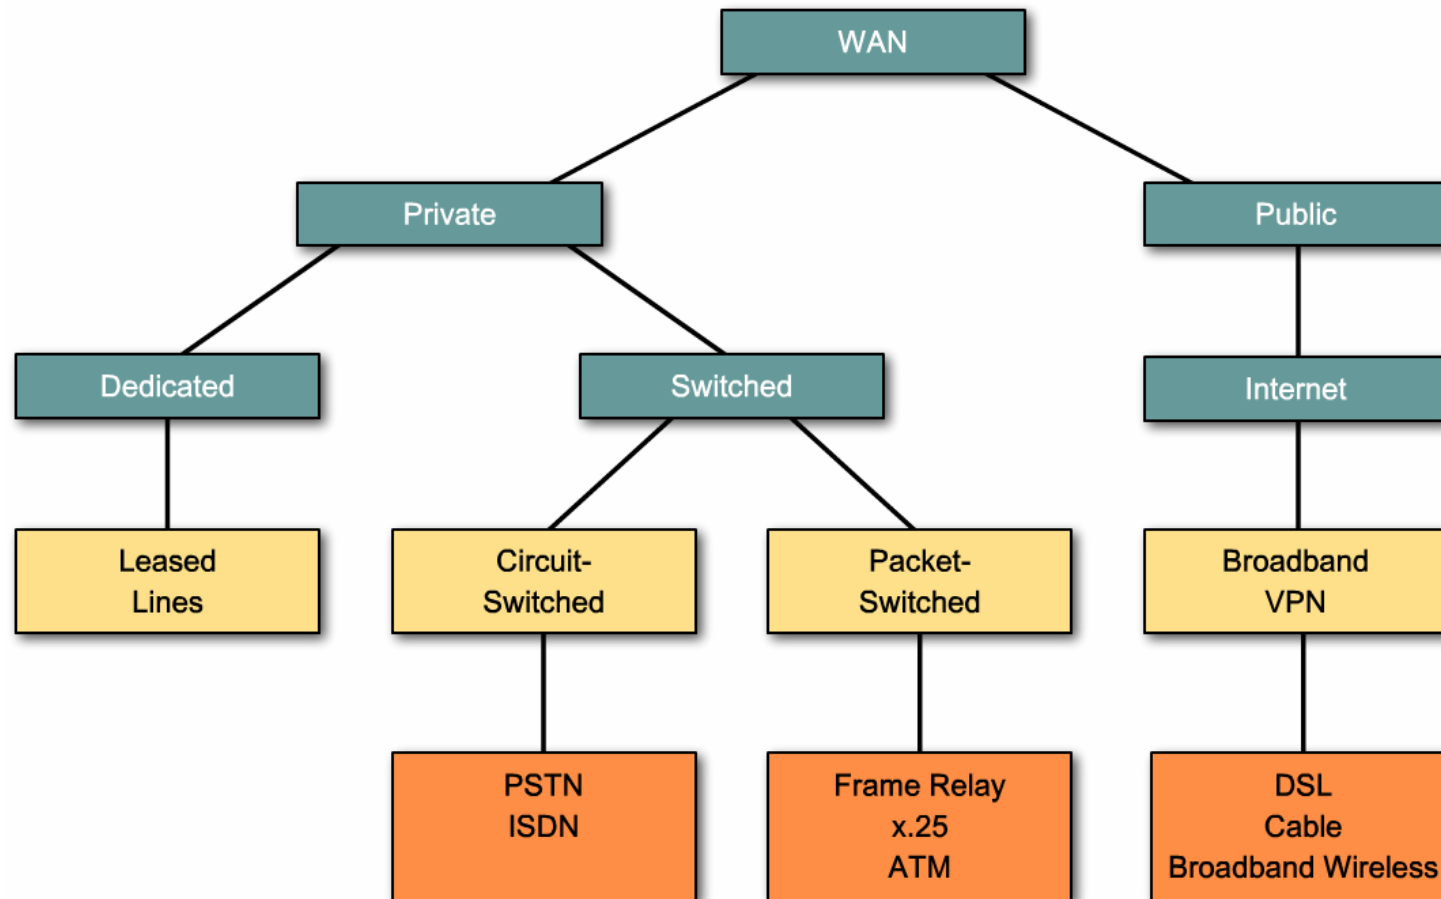 WAN
Private
Public
Dedicated
Switched
Internet
Leased
Lines
Circuit-
Switched
Packet-
Switched
Broadband
VPN
PSTN
ISDN
Frame Relay
x.25
ATM
DSL
Cable
Broadband Wireless